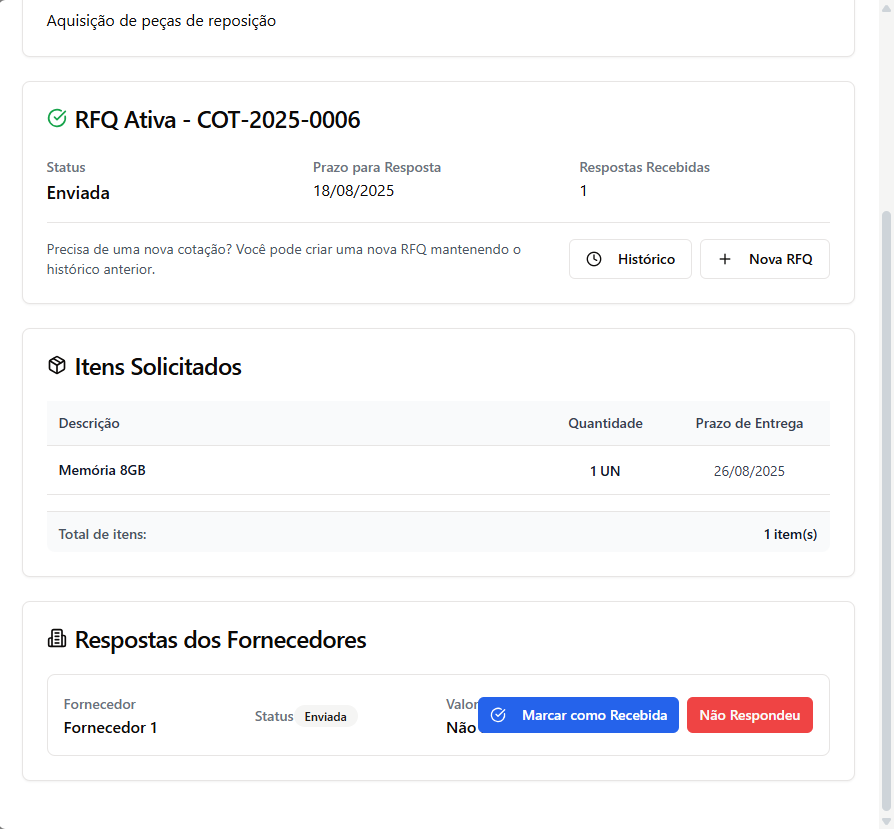 Aquisição de peças de reposição
RFQ Ativa - COT-2025-0006
Status
Prazo para Resposta
Respostas Recebidas
Enviada
18/08/2025
1
Precisa de uma nova cotação? Você pode criar uma nova RFQ mantendo o
histórico anterior.
Histórico
Nova RFQ
Itens Solicitados
Descrição
Quantidade
Prazo de Entrega
Memória 8GB
1 UN
26/08/2025
Total de itens:
1 item(s)
Respostas dos Fornecedores
Fornecedor
Fornecedor 1
Status
Enviada
Valor
Não
Marcar como Recebida
Não Respondeu